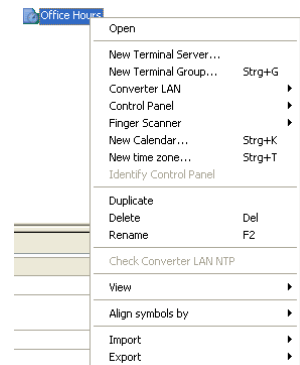 Office Hours
Open
New Terminal Server...
New Terminal Group... Strg+G
Converter LAN
Control Panel
Finger Scanner
New Calendar... Strg+K
New time zone... Strg+T
Identify Control Panel
Duplicate
Delete Del
Rename F2
Check Converter LAN NTP
View
Align symbols by
Import
Export